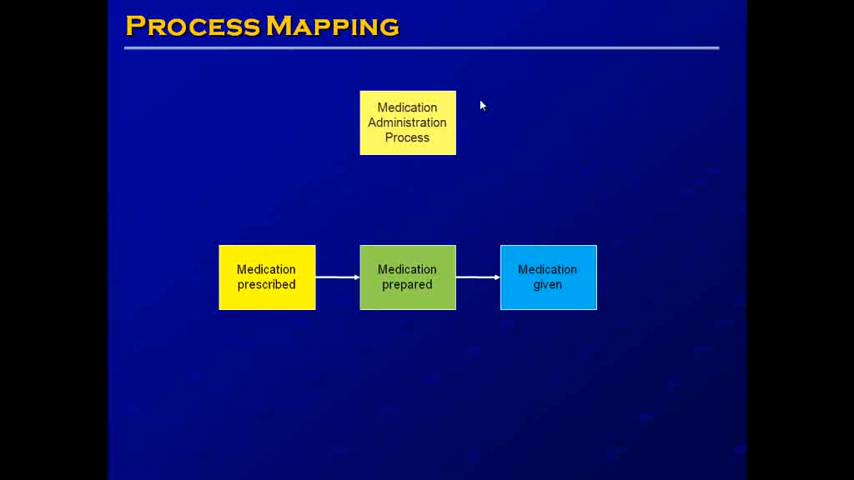 PROCESS MAPPING
Medication
Administration
Process
Medication
prescribed
Medication
prepared
Medication
given